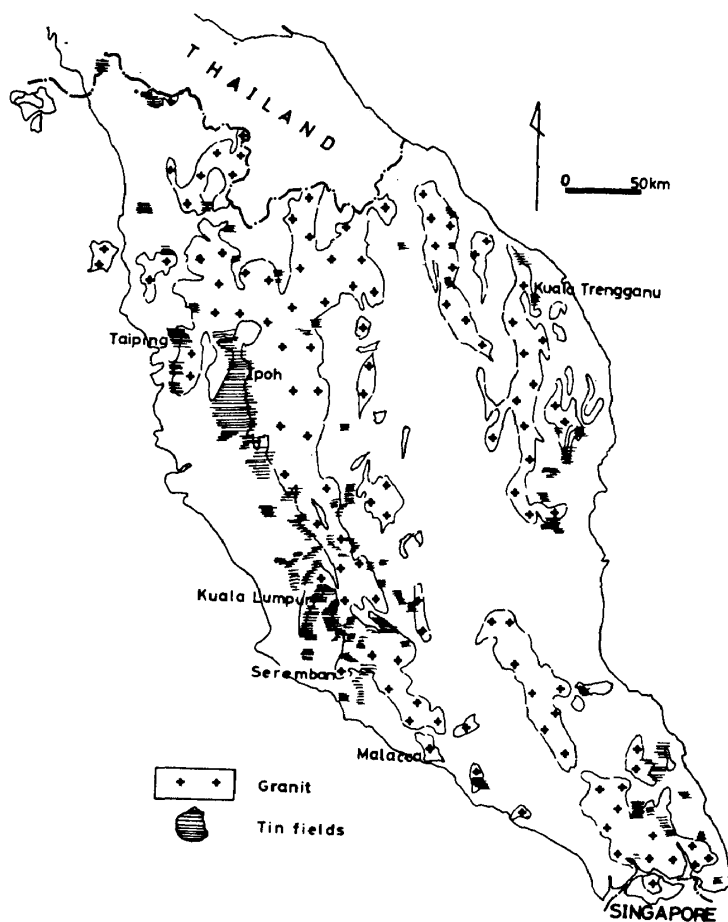 THAILAND
0 50km
Kuala Trengganu
Taiping
Ipoh
Kuala Lumpur
Seremban
Malacca
Granit
Tin fields
SINGAPORE